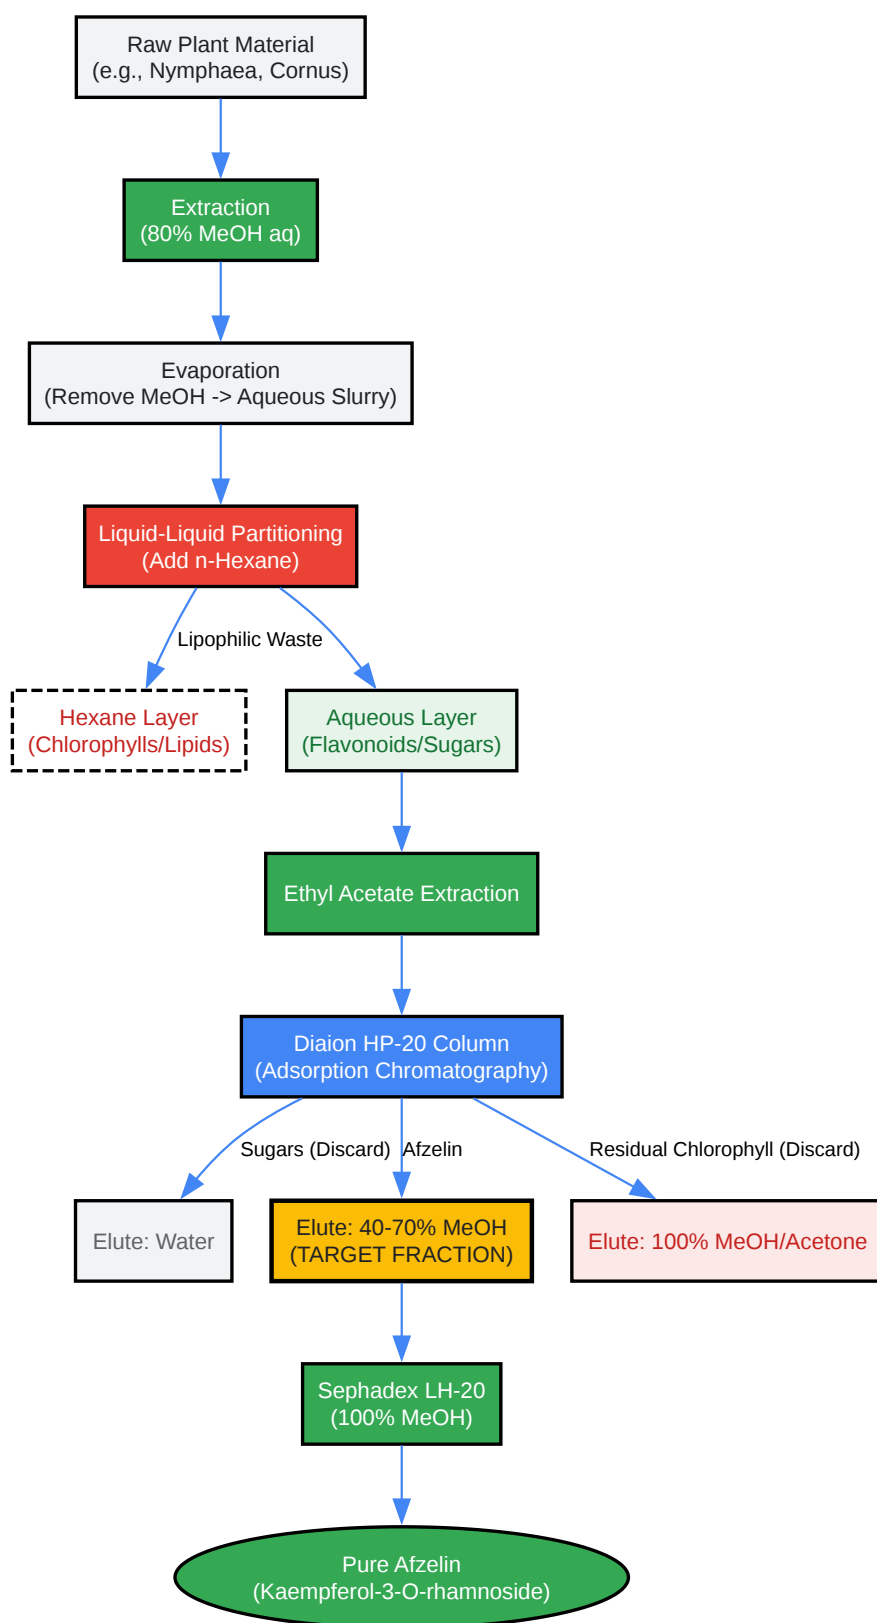 Raw Plant Material
(e.g., Nymphaea, Cornus)
Extraction
(80% MeOH aq)
Evaporation
(Remove MeOH -> Aqueous Slurry)
Liquid-Liquid Partitioning
(Add n-Hexane)
Lipophilic Waste
Hexane Layer
(Chlorophylls/Lipids)
Aqueous Layer
(Flavonoids/Sugars)
Ethyl Acetate Extraction
Diaion HP-20 Column
(Adsorption Chromatography)
Sugars (Discard)
Afzelin
Residual Chlorophyll (Discard)
Elute: Water
Elute: 40-70% MeOH
(TARGET FRACTION)
Elute: 100% MeOH/Acetone
Sephadex LH-20
(100% MeOH)
Pure Afzelin
(Kaempferol-3-O-rhamnoside)